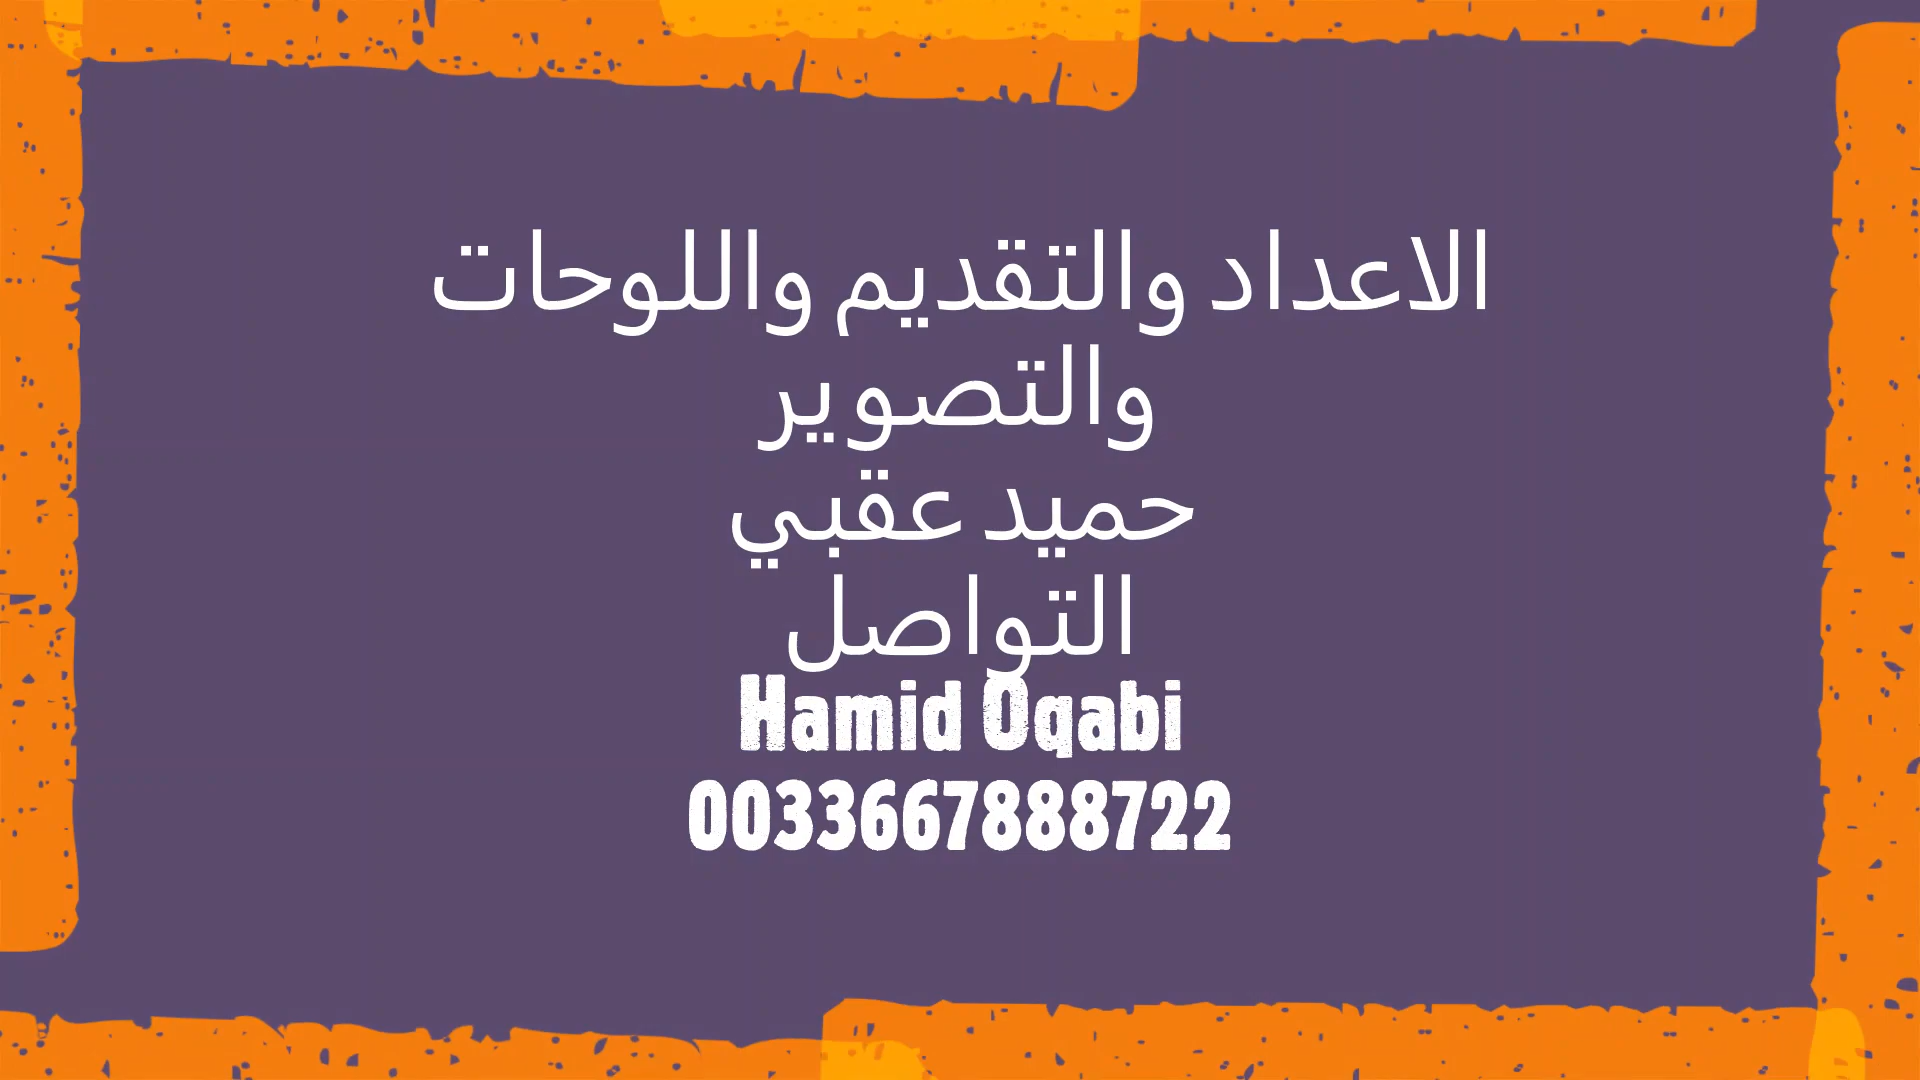 الاعداد والتقديم واللوحات
والتصوير
حميد عقبي
التواصل
Hamid Oqabi
0033667888722